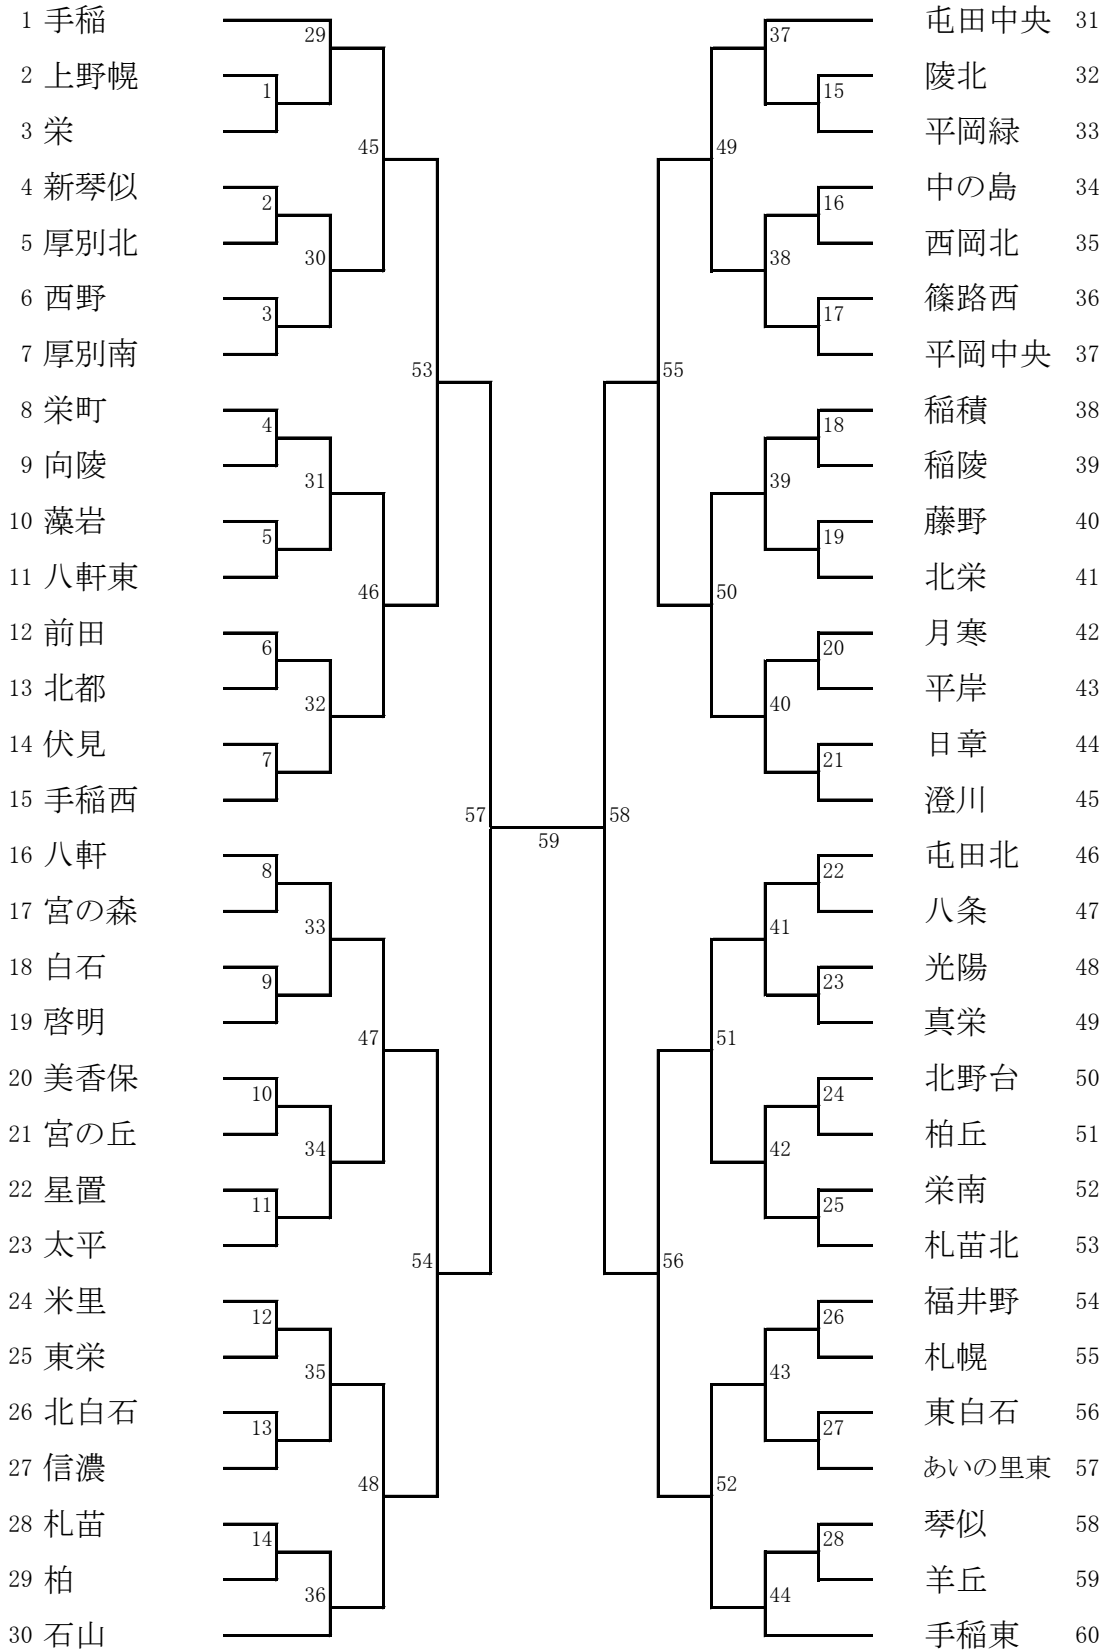 1 手稲
2 上野幌
3 栄
4 新琴似
5 厚別北
6 西野
7 厚別南
8 栄町
9 向陵
10 藻岩
11 八軒東
12 前田
13 北都
14 伏見
15 手稲西
16 八軒
17 宮の森
18 白石
19 啓明
20 美香保
21 宮の丘
22 星置
23 太平
24 米里
25 東栄
26 北白石
27 信濃
28 札苗
29 柏
30 石山
29
1
45
2
30
3
53
4
31
5
46
6
32
7
57
8
33
9
47
10
34
11
54
12
35
13
48
14
36
59
37
15
49
16
38
17
55
18
39
19
50
20
40
21
58
22
41
23
51
24
42
25
56
26
43
27
52
28
44
屯田中央 31
陵北 32
平岡緑 33
中の島 34
西岡北 35
篠路西 36
平岡中央 37
稲積 38
稲陵 39
藤野 40
北栄 41
月寒 42
平岸 43
日章 44
澄川 45
屯田北 46
八条 47
光陽 48
真栄 49
北野台 50
柏丘 51
栄南 52
札苗北 53
福井野 54
札幌 55
東白石 56
あいの里東 57
琴似 58
羊丘 59
手稲東 60